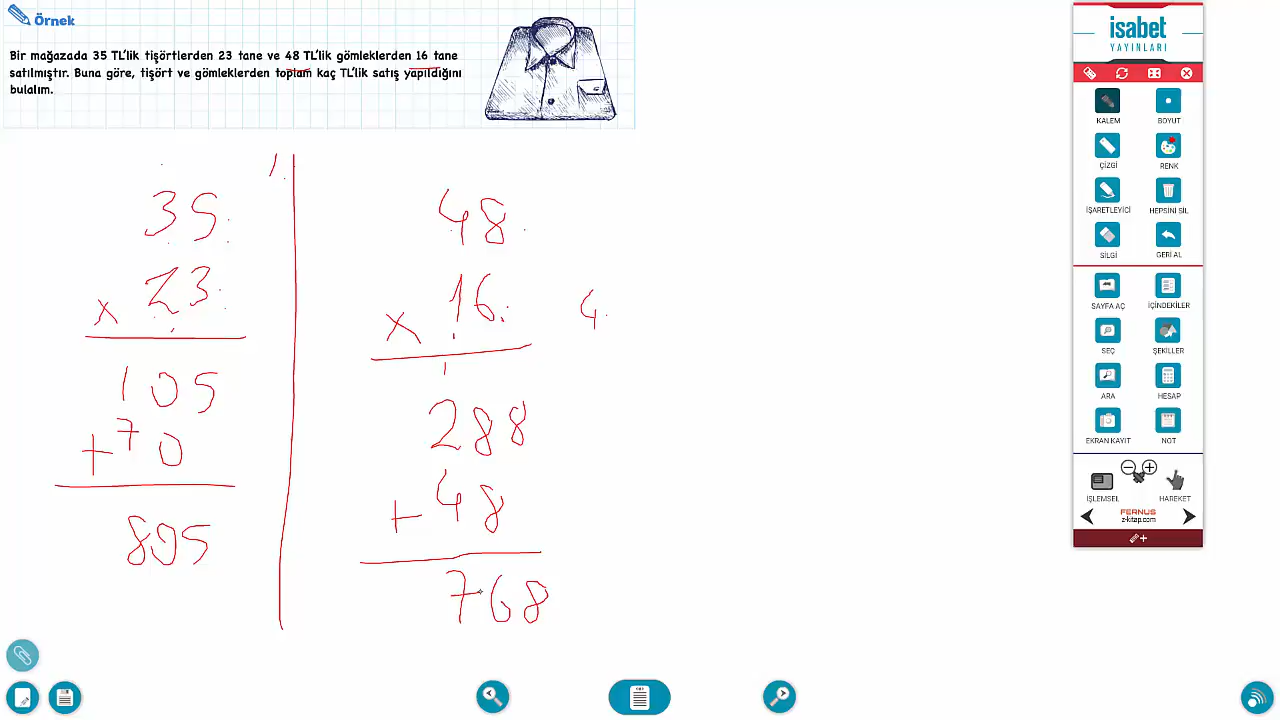 Örnek
Bir mağazada 35 TL'lik tişörtlerden 23 tane ve 48 TL'lik gömleklerden 16 tane
satılmıştır. Buna göre, tişört ve gömleklerden toplam kaç TL'lik satış yapıldığını
bulalım.
35
x 23
105
+70
805
1
48
x 16
4
1
288
+ 48
768
isabet
YAYINLARI
KALEM
BOYUT
ÇİZGİ
RENK
İŞARETLEYİCİ
HEPSİNİ SİL
SİLGİ
GERİ AL
SAYFA AÇ
İÇİNDEKİLER
SEÇ
ŞEKİLLER
ARA
HESAP
EKRAN KAYIT
NOT
İŞLEMSEL
HAREKET
FERNUS
z-kitap.com